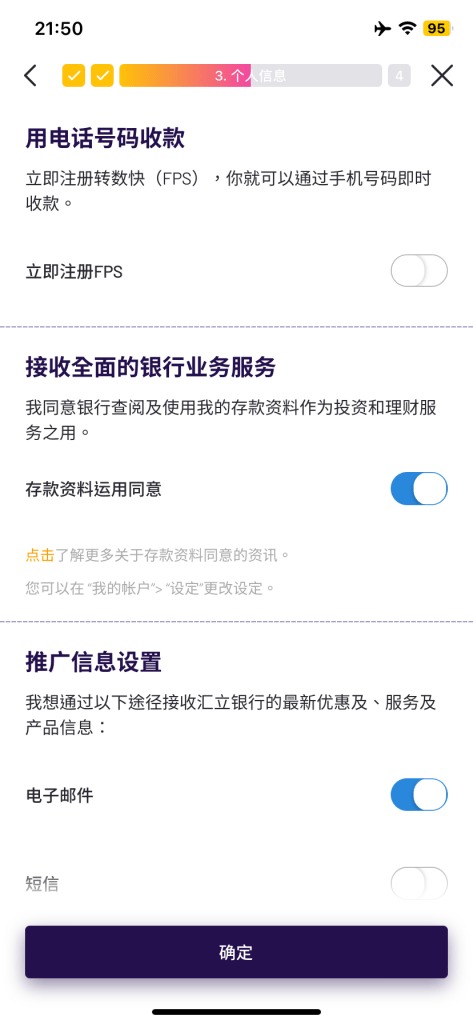 21:50
95
3. 个人信息
4
用电话号码收款
立即注册转数快（FPS），你就可以通过手机号码即时
收款。
立即注册FPS
接收全面的银行业务服务
我同意银行查阅及使用我的存款资料作为投资和理财服
务之用。
存款资料运用同意
点击了解更多关于存款资料同意的资讯。
您可以在 “我的帐户”> “设定”更改设定。
推广信息设置
我想通过以下途径接收汇立银行的最新优惠及、服务及
产品信息：
电子邮件
短信
确定